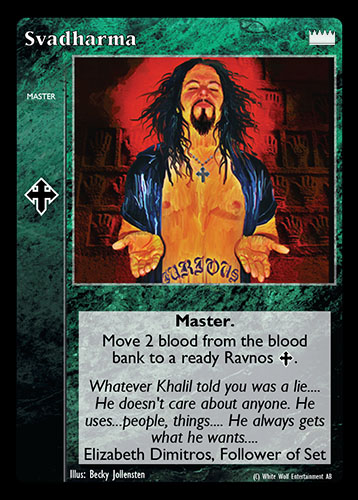 Svadharma
MASTER
CURIOUS
Master.
Move 2 blood from the blood
bank to a ready Ravnos .
Whatever Khalil told you was a lie....
He doesn't care about anyone. He
uses...people, things.... He always gets
what he wants....
Elizabeth Dimitros, Follower of Set
Illus: Becky Jollensten
(C) White Wolf Entertainment AB